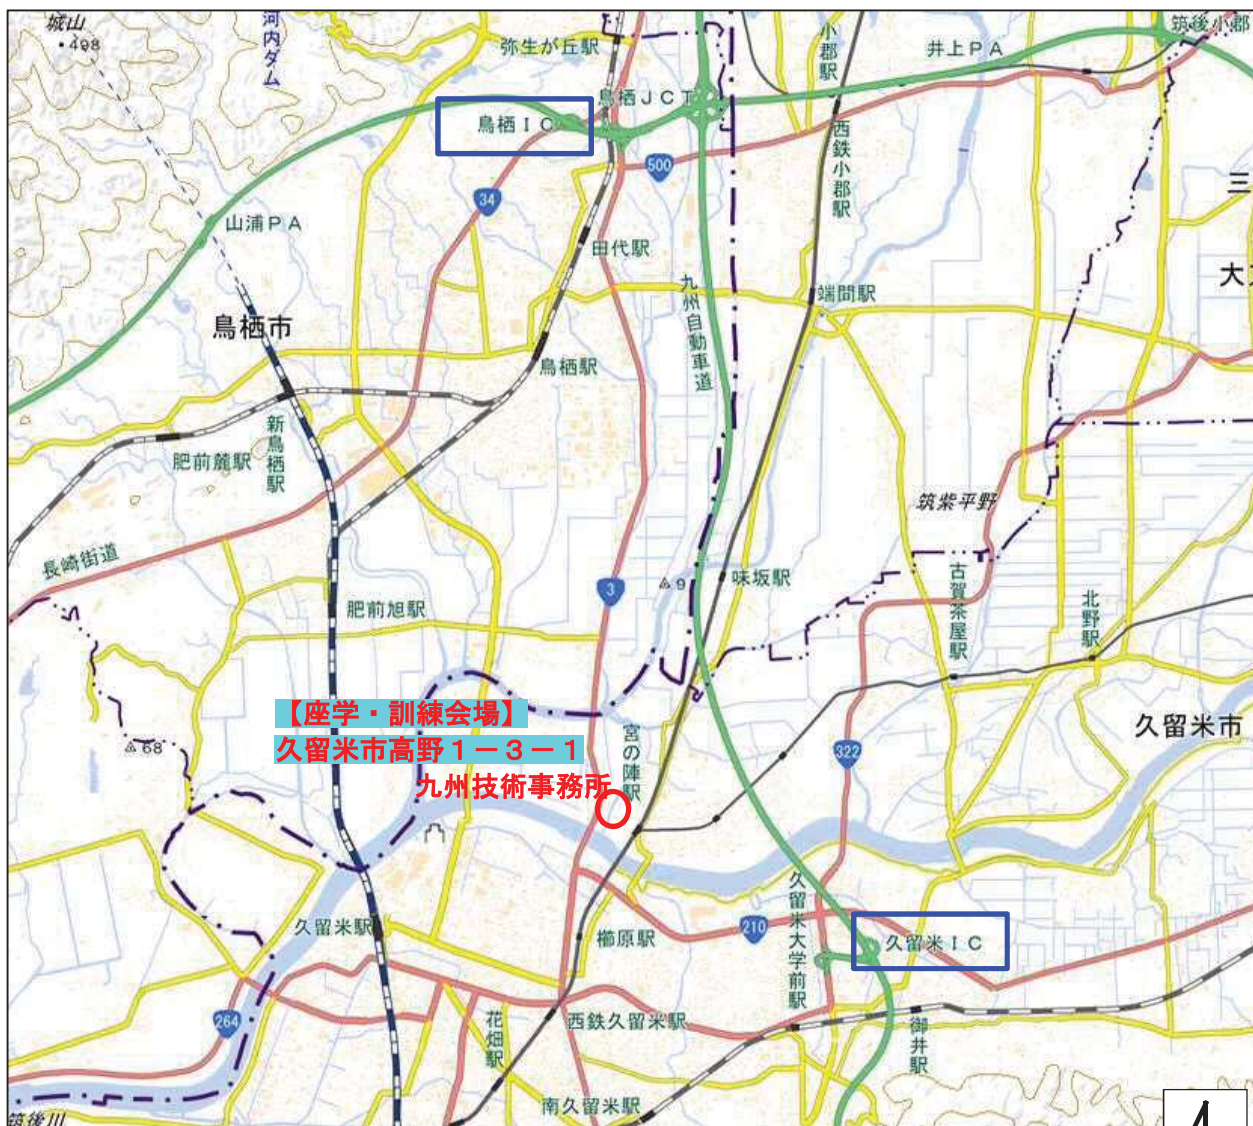 城山
・498
河内ダム
弥生が丘駅
小郡駅
井上PA
筑後小郡
鳥栖IC
鳥栖JCT
西鉄小郡駅
500
34
三
山浦PA
田代駅
大
九州自動車道
端間駅
鳥栖市
鳥栖駅
新鳥栖駅
肥前麓駅
筑紫平野
長崎街道
3
9
味坂駅
古賀茶屋駅
北野駅
肥前旭駅
【座学・訓練会場】
久留米市高野1-3-1
九州技術事務所
宮の陣駅
久留米市
68
322
久留米大学前駅
久留米駅
櫛原駅
210
久留米IC
264
花畑駅
西鉄久留米駅
御井駅
南久留米駅
筑後川